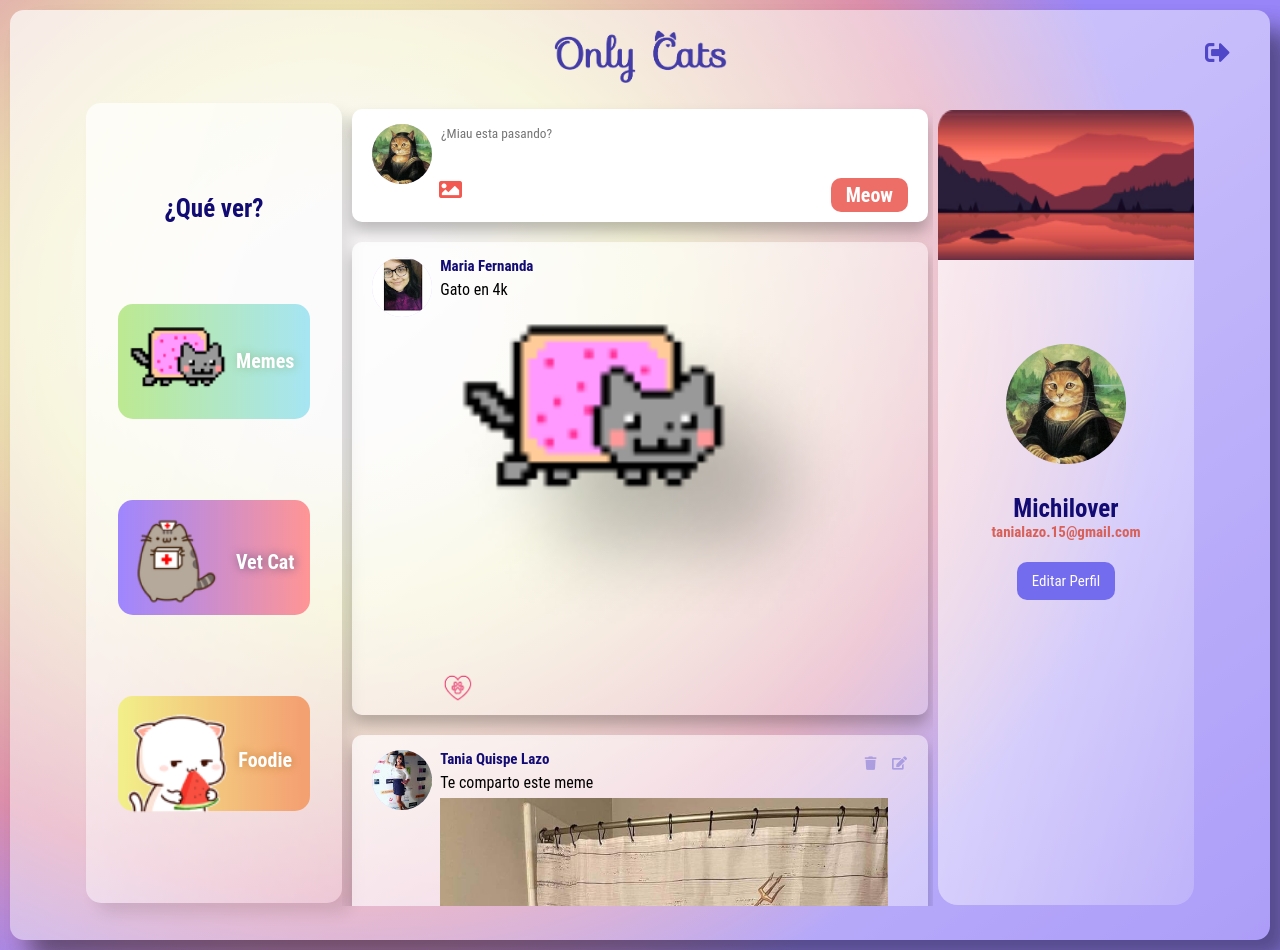 Only Cats
¿Qué ver?
Memes
Vet Cat
Foodie
¿Miau esta pasando?
Meow
Maria Fernanda
Gato en 4k
Tania Quispe Lazo
Te comparto este meme
Michilover
tanialazo.15@gmail.com
Editar Perfil